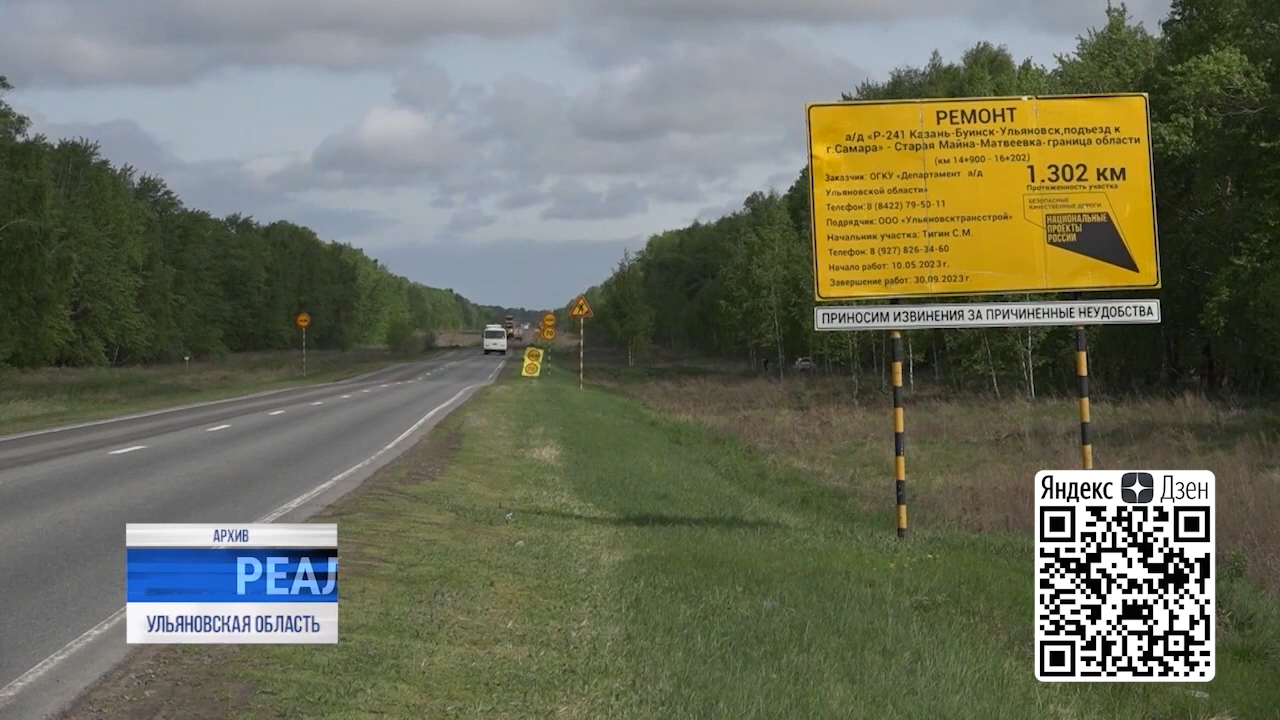 РЕМОНТ
а/д «Р-241 Казань-Буинск-Ульяновск,подъезд к
г.Самара» - Старая Майна-Матвеевка-граница области
(км 14+900 - 16+202)
Заказчик: ОГКУ «Департамент а/д
Ульяновской области»
Телефон: 8 (8422) 79-50-11
Подрядчик: ООО «Ульяновсктрансстрой»
Начальник участка: Тигин С.М.
Телефон: 8 (927) 826-34-60
Начало работ: 10.05.2023 г.
Завершение работ: 30.09.2023 г.
1.302 км
Протяженность участка
БЕЗОПАСНЫЕ
КАЧЕСТВЕННЫЕ ДОРОГИ
НАЦИОНАЛЬНЫЕ
ПРОЕКТЫ
РОССИИ
ПРИНОСИМ ИЗВИНЕНИЯ ЗА ПРИЧИНЕННЫЕ НЕУДОБСТВА
Яндекс Дзен
АРХИВ
РЕАЛ
УЛЬЯНОВСКАЯ ОБЛАСТЬ